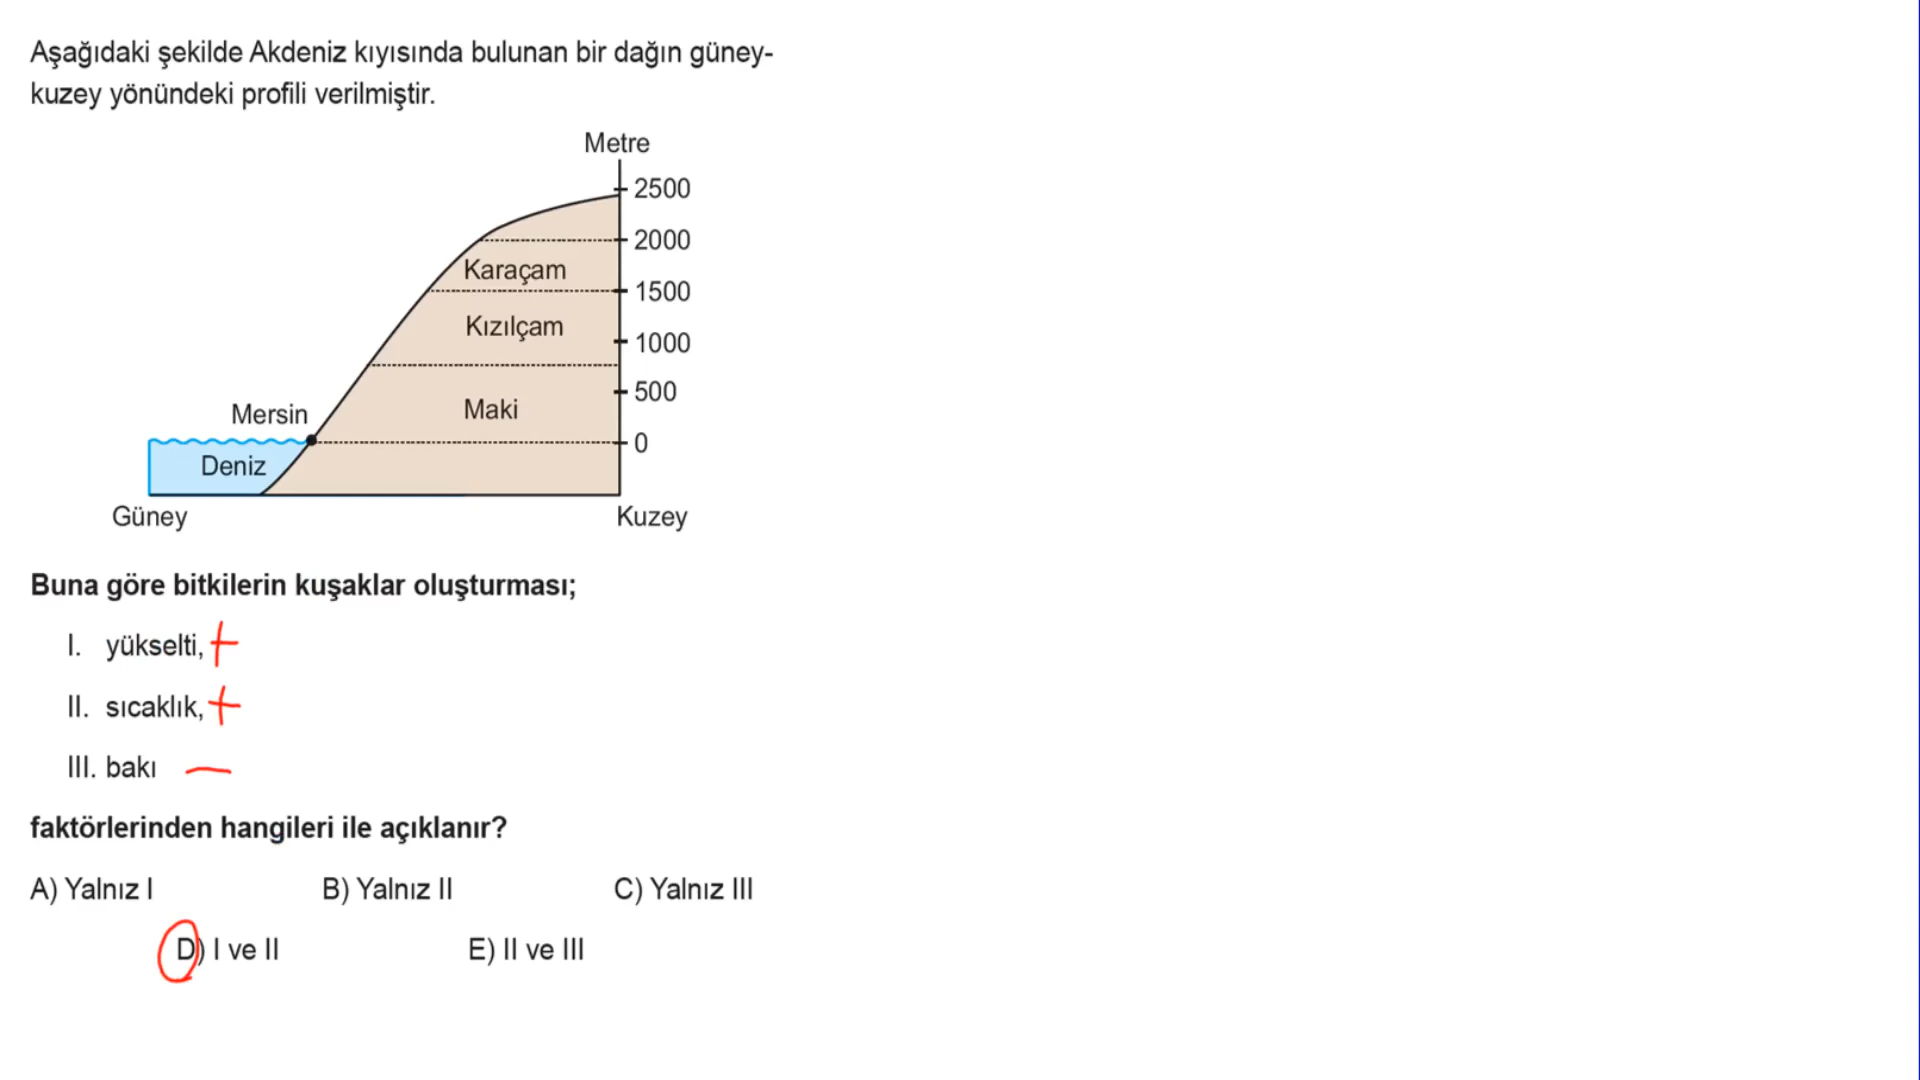 Aşağıdaki şekilde Akdeniz kıyısında bulunan bir dağın güney-
kuzey yönündeki profili verilmiştir.
Metre
2500
2000
Karaçam
1500
Kızılçam
1000
500
Maki
Mersin
0
Deniz
Güney
Kuzey
Buna göre bitkilerin kuşaklar oluşturması;
I. yükselti, +
II. sıcaklık, +
III. bakı —
faktörlerinden hangileri ile açıklanır?
A) Yalnız I B) Yalnız II C) Yalnız III
D) I ve II E) II ve III